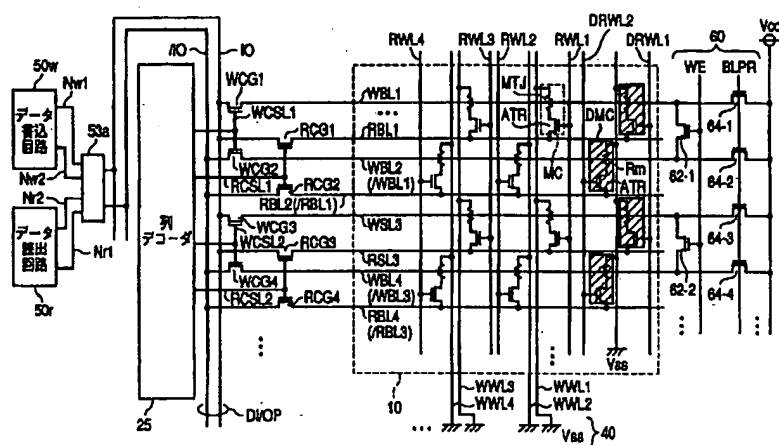 RWL4
RWL3
RWL2
RWL1
DRWL2
DRWL1
60
Vcc
WE
BLPR
/IO
IO
50w
Nw1
データ
書込
回路
53a
Nw2
Nr2
データ
読出
回路
Nr1
50r
列
デコーダ
25
WCG1
WCSL1
RCG1
WCG2
RCSL1
RCG2
WCG3
WCSL2
RCG3
WCG4
RCSL2
RCG4
WBL1
RBL1
WBL2
(/WBL1)
RBL2(/RBL1)
WSL3
RSL3
WBL4
(/WBL3)
RBL4
(/RBL3)
MTJ
ATR
MC
DMC
Rm
ATR
62-1
64-1
64-2
62-2
64-3
64-4
Vss
10
DI/OP
WWL3
WWL4
WWL1
WWL2
Vss
40